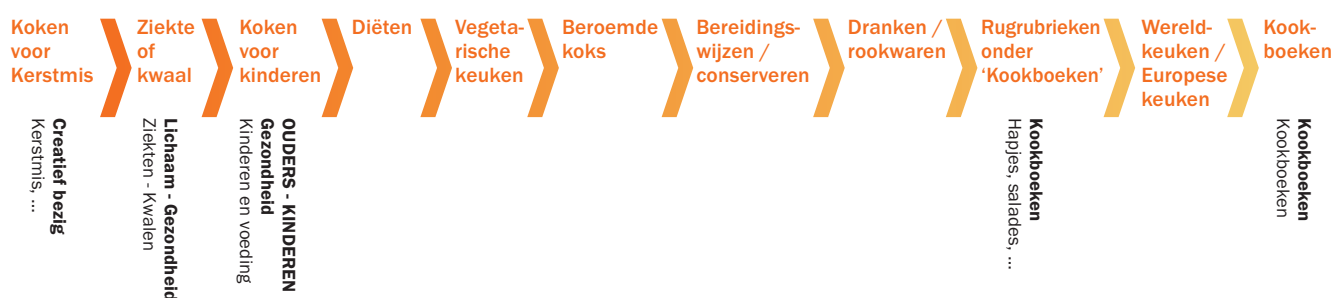 Koken
voor
Kerstmis
Ziekte
of
kwaal
Koken
voor
kinderen
Diëten
Vegeta-
rische
keuken
Beroemde
koks
Bereidings-
wijzen /
conserveren
Dranken /
rookwaren
Rugrubrieken
onder
‘Kookboeken’
Wereld-
keuken /
Europese
keuken
Kook-
boeken
Creatief bezig
Kerstmis, ...
Lichaam - Gezondheid
Ziekten - Kwalen
OUDERS - KINDEREN
Gezondheid
Kinderen en voeding
Kookboeken
Hapjes, salades, ...
Kookboeken
Kookboeken